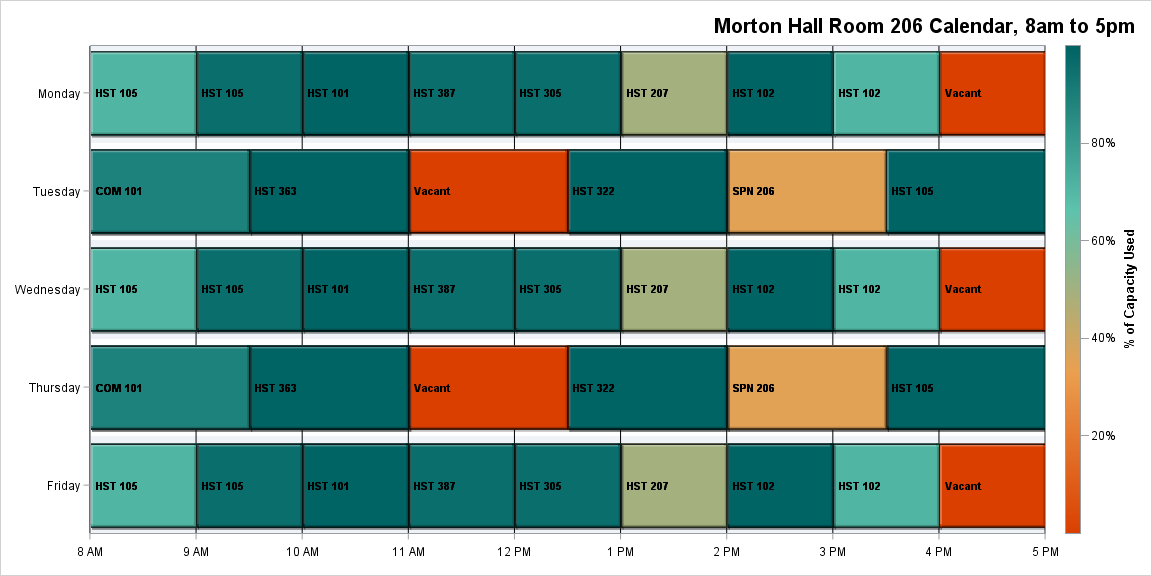 Morton Hall Room 206 Calendar, 8am to 5pm
Monday HST 105 HST 105 HST 101 HST 387 HST 305 HST 207 HST 102 HST 102 Vacant
Tuesday COM 101 HST 363 Vacant HST 322 SPN 206 HST 105
Wednesday HST 105 HST 105 HST 101 HST 387 HST 305 HST 207 HST 102 HST 102 Vacant
Thursday COM 101 HST 363 Vacant HST 322 SPN 206 HST 105
Friday HST 105 HST 105 HST 101 HST 387 HST 305 HST 207 HST 102 HST 102 Vacant
8 AM 9 AM 10 AM 11 AM 12 PM 1 PM 2 PM 3 PM 4 PM 5 PM
80%
60%
40%
20%
% of Capacity Used